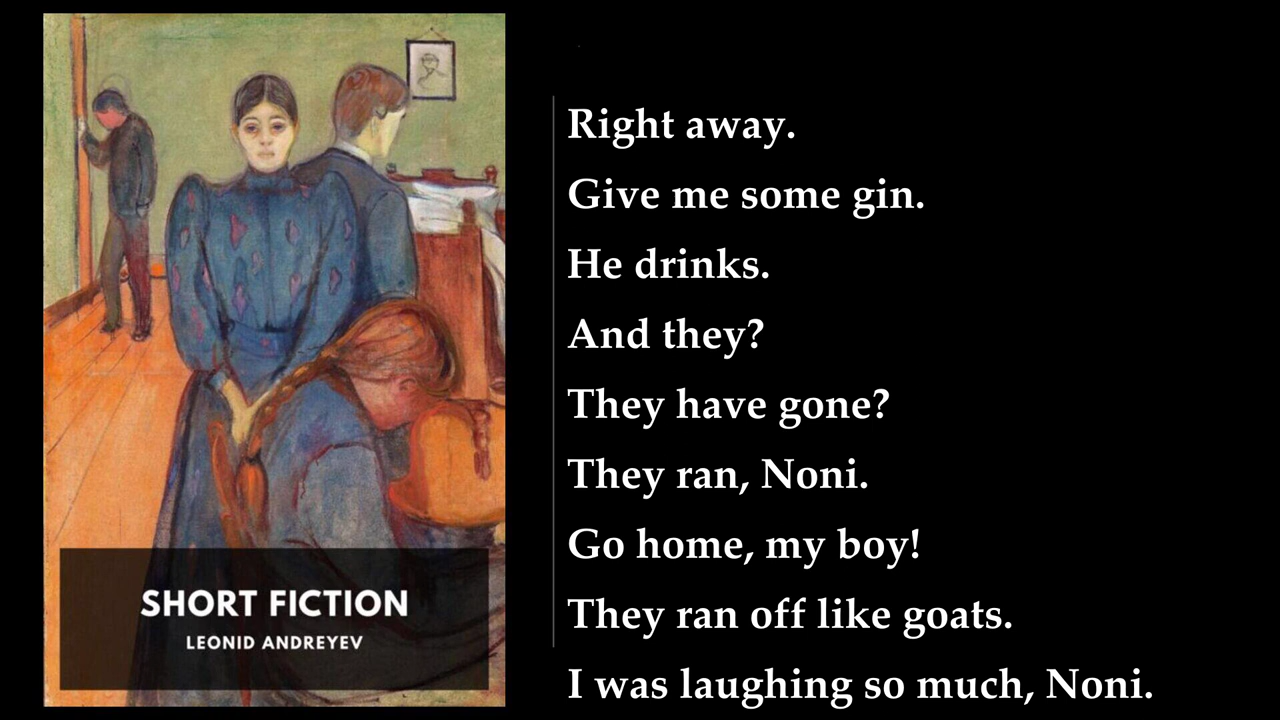 SHORT FICTION
LEONID ANDREYEV
Right away.
Give me some gin.
He drinks.
And they?
They have gone?
They ran, Noni.
Go home, my boy!
They ran off like goats.
I was laughing so much, Noni.